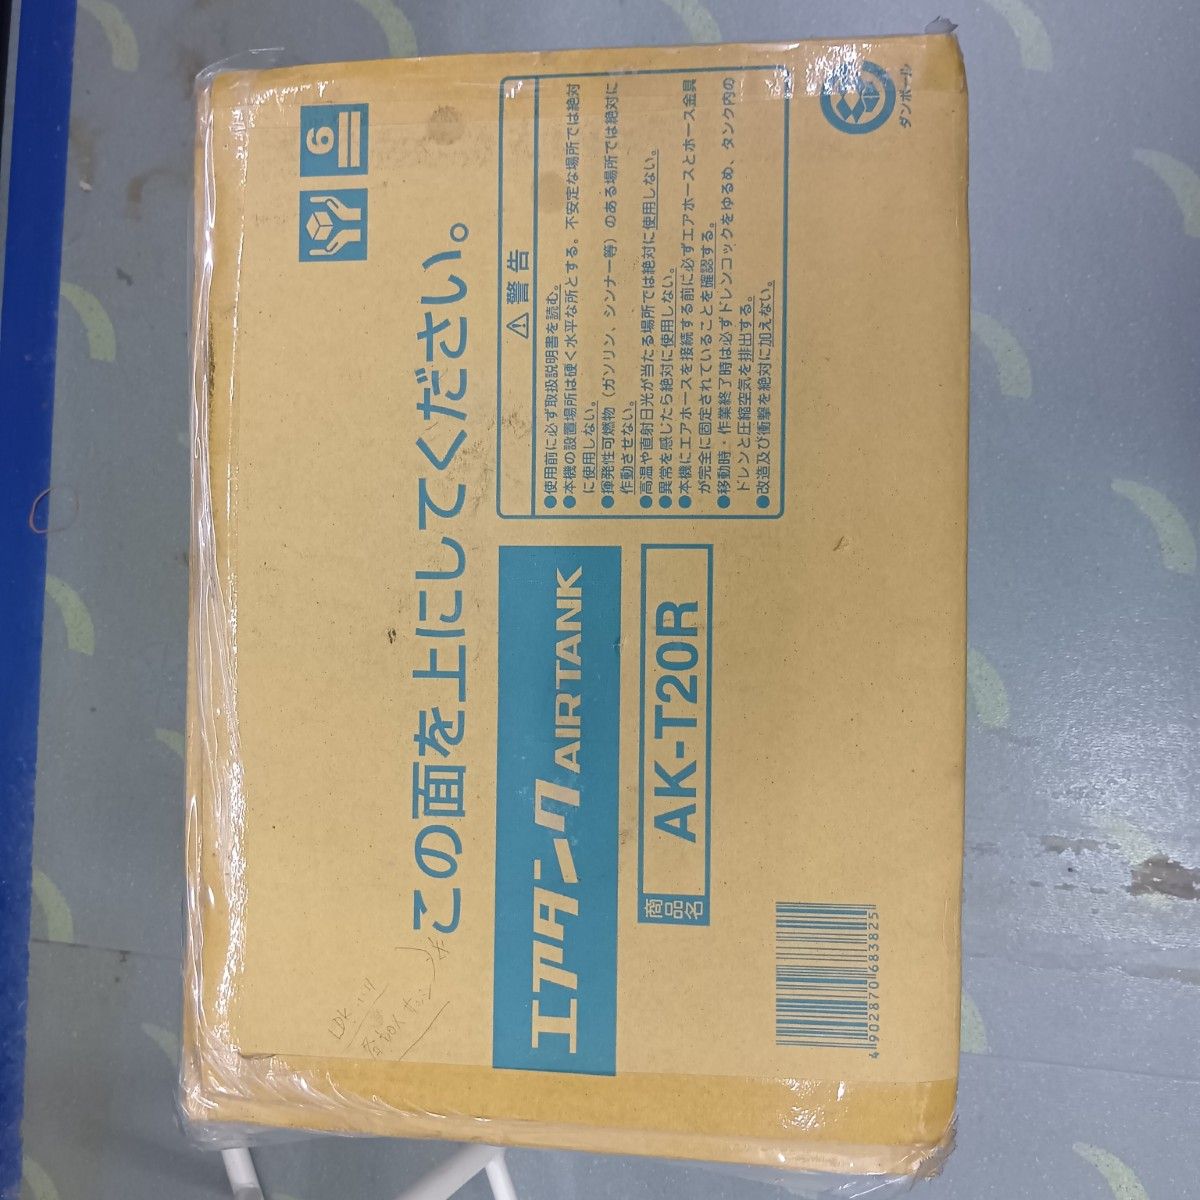 6
この面を上にしてください。
エアタンク AIRTANK
商品名 AK-T20R
⚠警告
●使用前に必ず取扱説明書を読む。
●本機の設置場所は硬く水平な所とする。不安定な場所では絶対
に使用しない。
●揮発性可燃物（ガソリン、シンナー等）のある場所では絶対に
作動させない。
●高温や直射日光が当たる場所では絶対に使用しない。
●異常を感じたら絶対に使用しない。
●本機にエアホースを接続する前に必ずエアホースとホース金具
が完全に固定されていることを確認する。
●移動時・作業終了時は必ずドレンコックをゆるめ、タンク内の
ドレンと圧縮空気を排出する。
●改造及び衝撃を絶対に加えない。
4902870683825
ダンボール